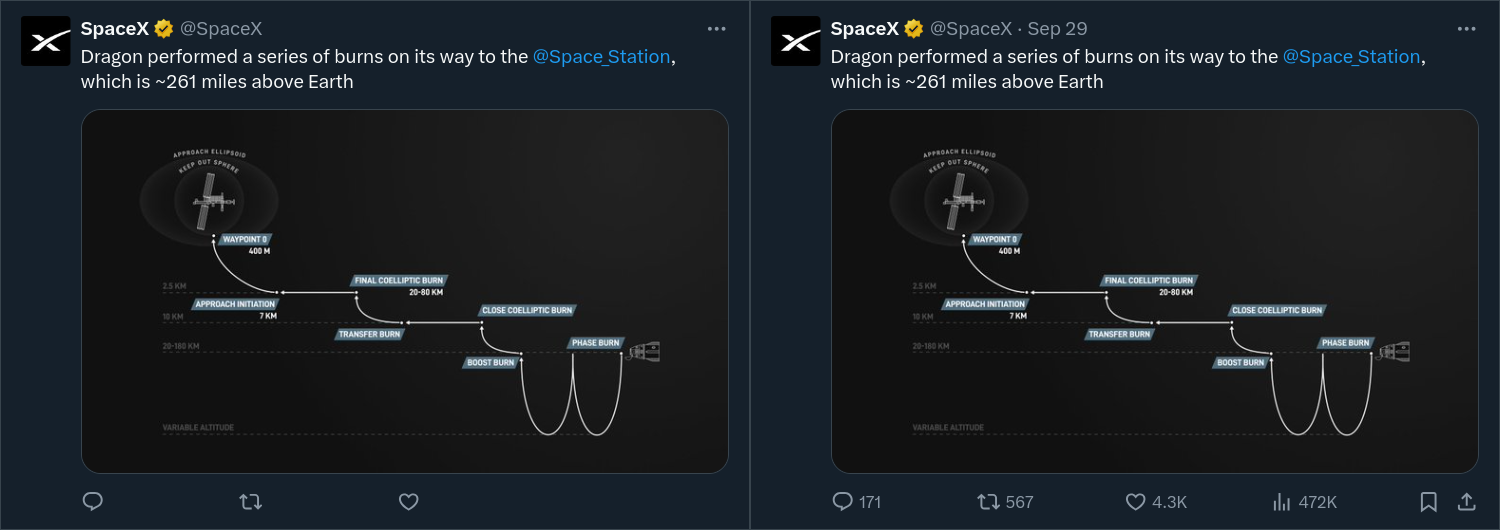 SpaceX @SpaceX
Dragon performed a series of burns on its way to the @Space_Station,
which is ~261 miles above Earth
APPROACH ELLIPSOID
KEEP OUT SPHERE
WAYPOINT 0
400 M
FINAL COELLIPTIC BURN
20-80 KM
2.5 KM
APPROACH INITIATION
7 KM
CLOSE COELLIPTIC BURN
10 KM
TRANSFER BURN
PHASE BURN
20-180 KM
BOOST BURN
VARIABLE ALTITUDE
SpaceX @SpaceX · Sep 29
Dragon performed a series of burns on its way to the @Space_Station,
which is ~261 miles above Earth
APPROACH ELLIPSOID
KEEP OUT SPHERE
WAYPOINT 0
400 M
FINAL COELLIPTIC BURN
20-80 KM
2.5 KM
APPROACH INITIATION
7 KM
CLOSE COELLIPTIC BURN
10 KM
TRANSFER BURN
PHASE BURN
20-180 KM
BOOST BURN
VARIABLE ALTITUDE
171 567 4.3K 472K